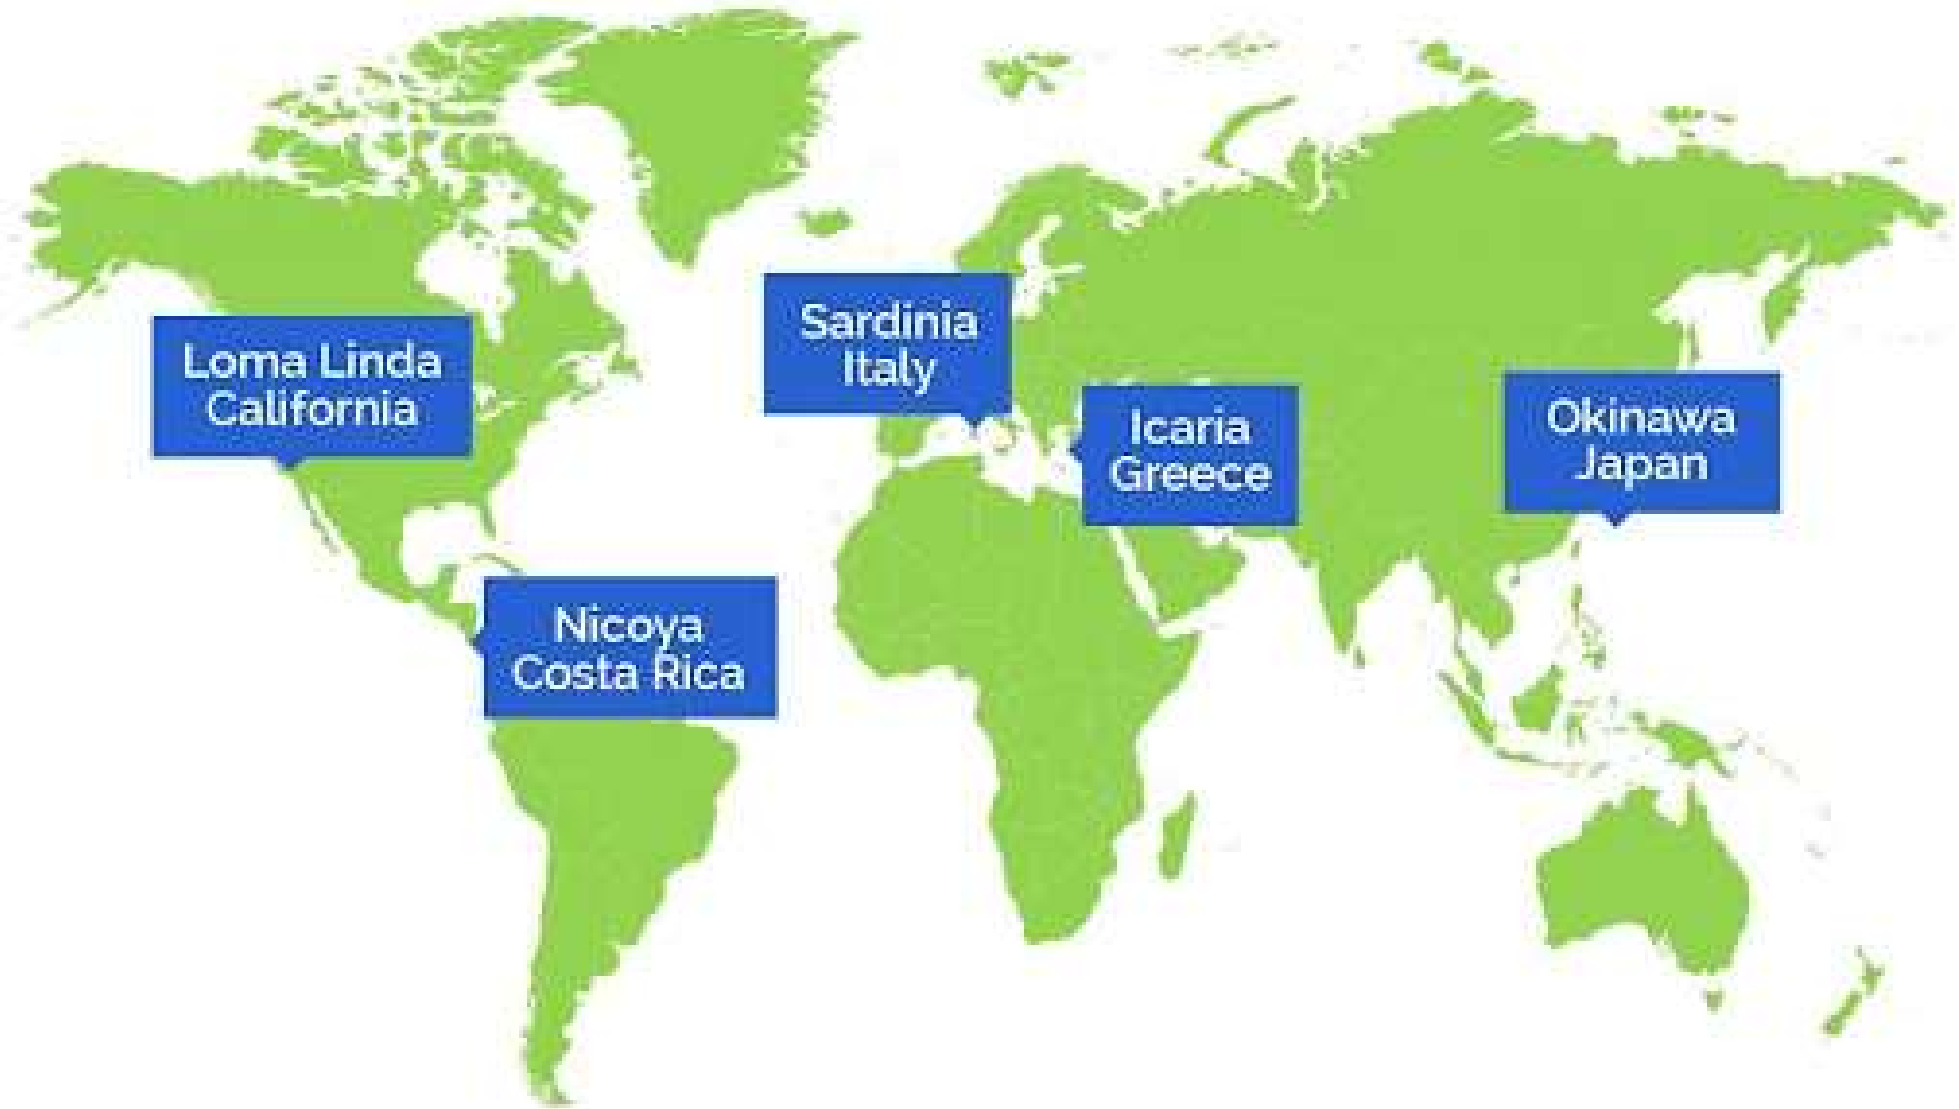 Loma Linda
California
Sardinia
Italy
Icaria
Greece
Okinawa
Japan
Nicoya
Costa Rica